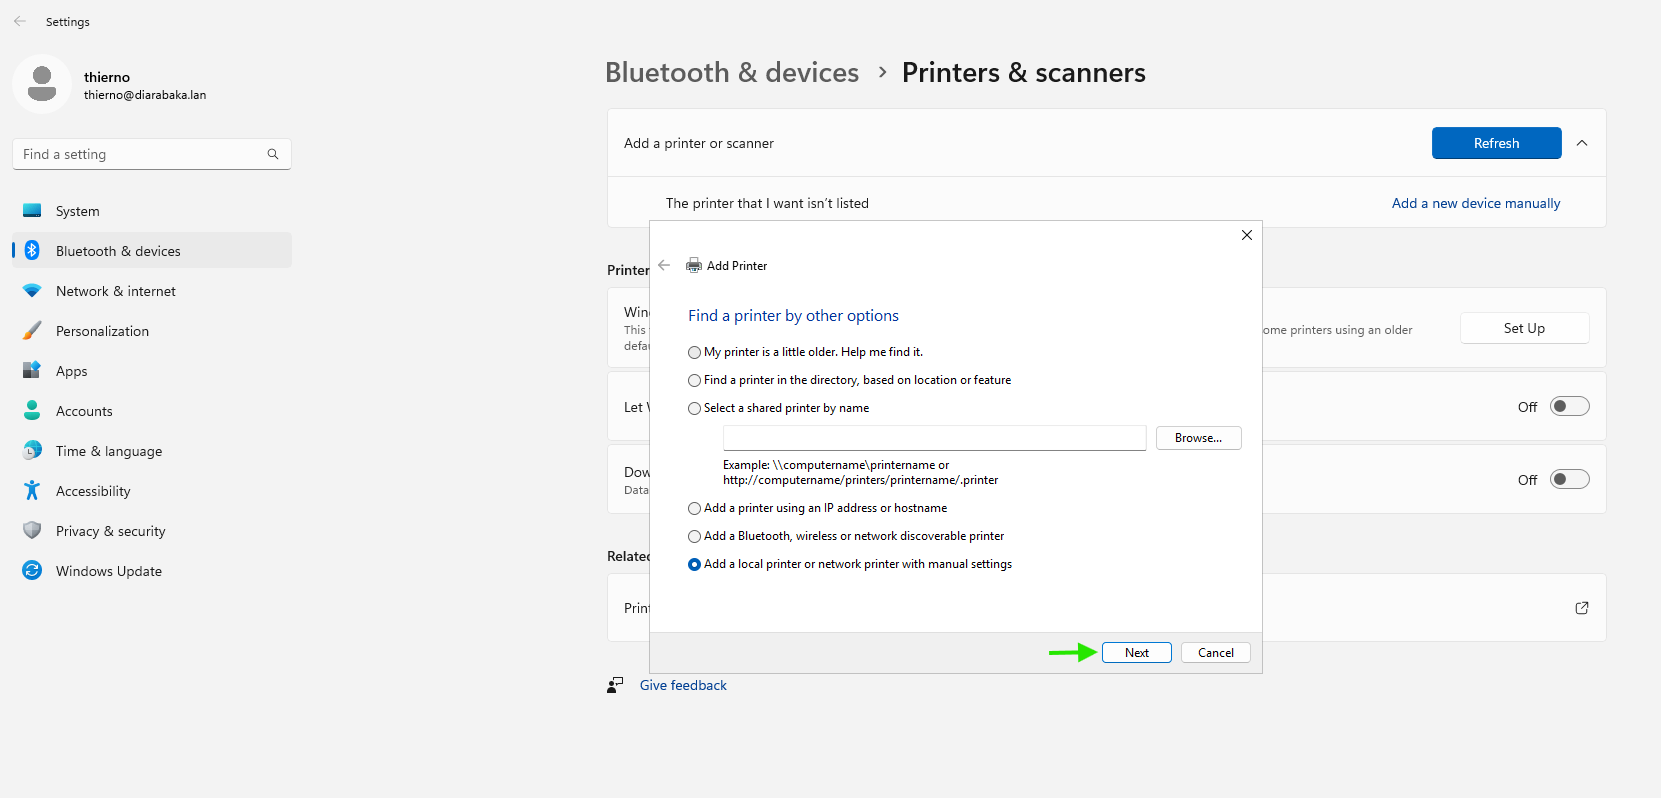 Settings
thierno
thierno@diarabaka.lan
Find a setting
System
Bluetooth & devices
Network & internet
Personalization
Apps
Accounts
Time & language
Accessibility
Privacy & security
Windows Update
Bluetooth & devices › Printers & scanners
Add a printer or scanner
Refresh
The printer that I want isn't listed
Add a new device manually
Printer
This
ome printers using an older
Set Up
Let
Off
Data
Off
Related
Give feedback
Add Printer
Find a printer by other options
My printer is a little older. Help me find it.
Find a printer in the directory, based on location or feature
Select a shared printer by name
Browse...
Example: \\computername\printername or
http://computername/printers/printername/.printer
Add a printer using an IP address or hostname
Add a Bluetooth, wireless or network discoverable printer
Add a local printer or network printer with manual settings
Next
Cancel